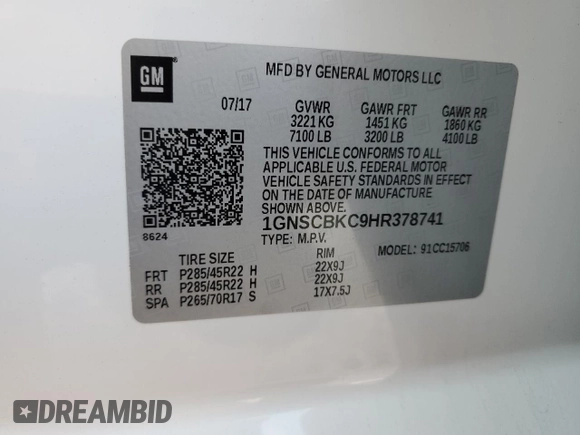 GM
MFD BY GENERAL MOTORS LLC
07/17 GVWR GAWR FRT GAWR RR
3221 KG 1451 KG 1860 KG
7100 LB 3200 LB 4100 LB
THIS VEHICLE CONFORMS TO ALL
APPLICABLE U.S. FEDERAL MOTOR
VEHICLE SAFETY STANDARDS IN EFFECT
ON THE DATE OF MANUFACTURE
SHOWN ABOVE.
8624
1GNSCBKC9HR378741
TYPE: M.P.V. MODEL: 91CC15706
TIRE SIZE RIM
FRT P285/45R22 H 22X9J
RR P285/45R22 H 22X9J
SPA P265/70R17 S 17X7.5J
DREAMBID